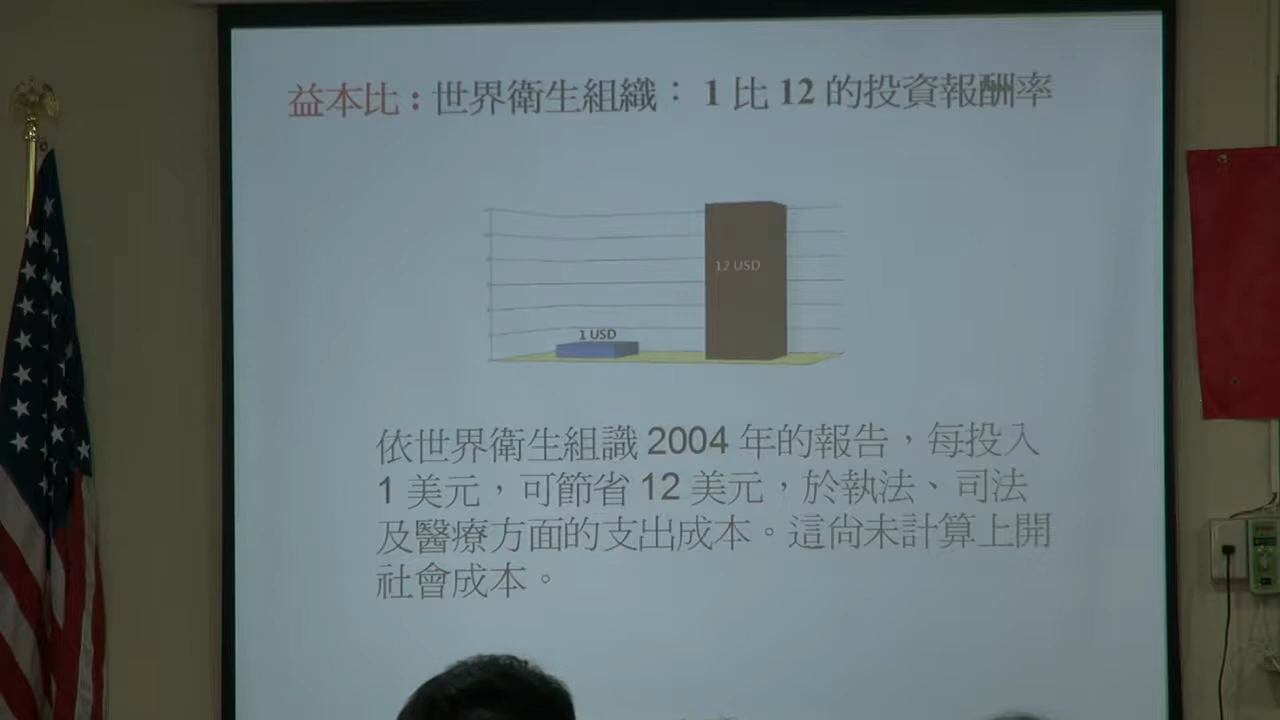 益本比：世界衛生組織： 1 比 12 的投資報酬率
12 USD
1 USD
依世界衛生組識 2004 年的報告，每投入
1 美元，可節省 12 美元，於執法、司法
及醫療方面的支出成本。這尚未計算上開
社會成本。